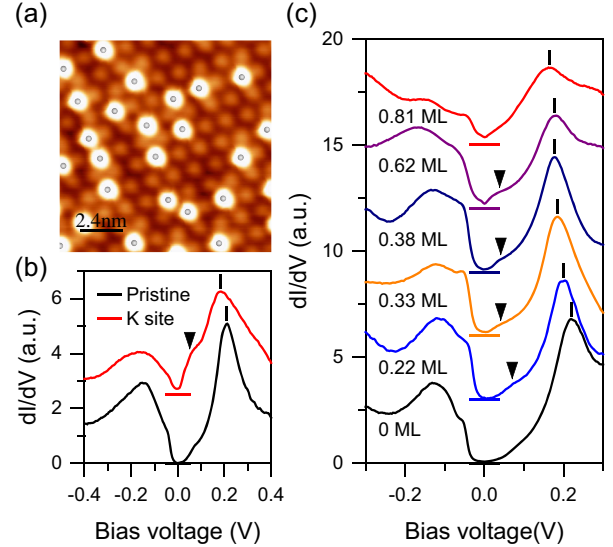 (a)
2.4nm
(b)
6
4
2
0
dI/dV (a.u.)
Pristine
K site
-0.4
-0.2
0.0
0.2
0.4
Bias voltage (V)
(c)
20
15
10
5
0
dI/dV (a.u.)
0.81 ML
0.62 ML
0.38 ML
0.33 ML
0.22 ML
0 ML
-0.2
0.0
0.2
Bias voltage(V)